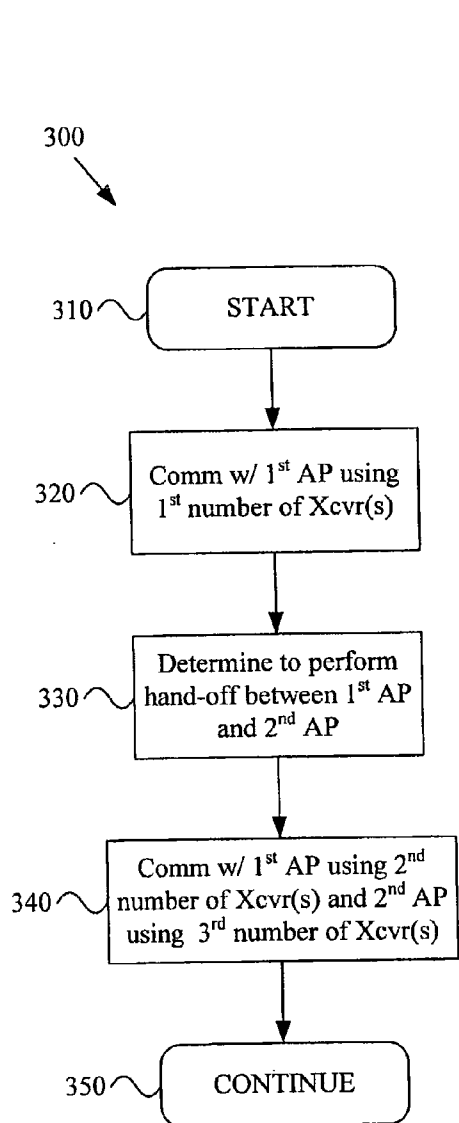 300
310
START
320
Comm w/ 1st AP using
1st number of Xcvr(s)
330
Determine to perform
hand-off between 1st AP
and 2nd AP
340
Comm w/ 1st AP using 2nd
number of Xcvr(s) and 2nd AP
using 3rd number of Xcvr(s)
350
CONTINUE